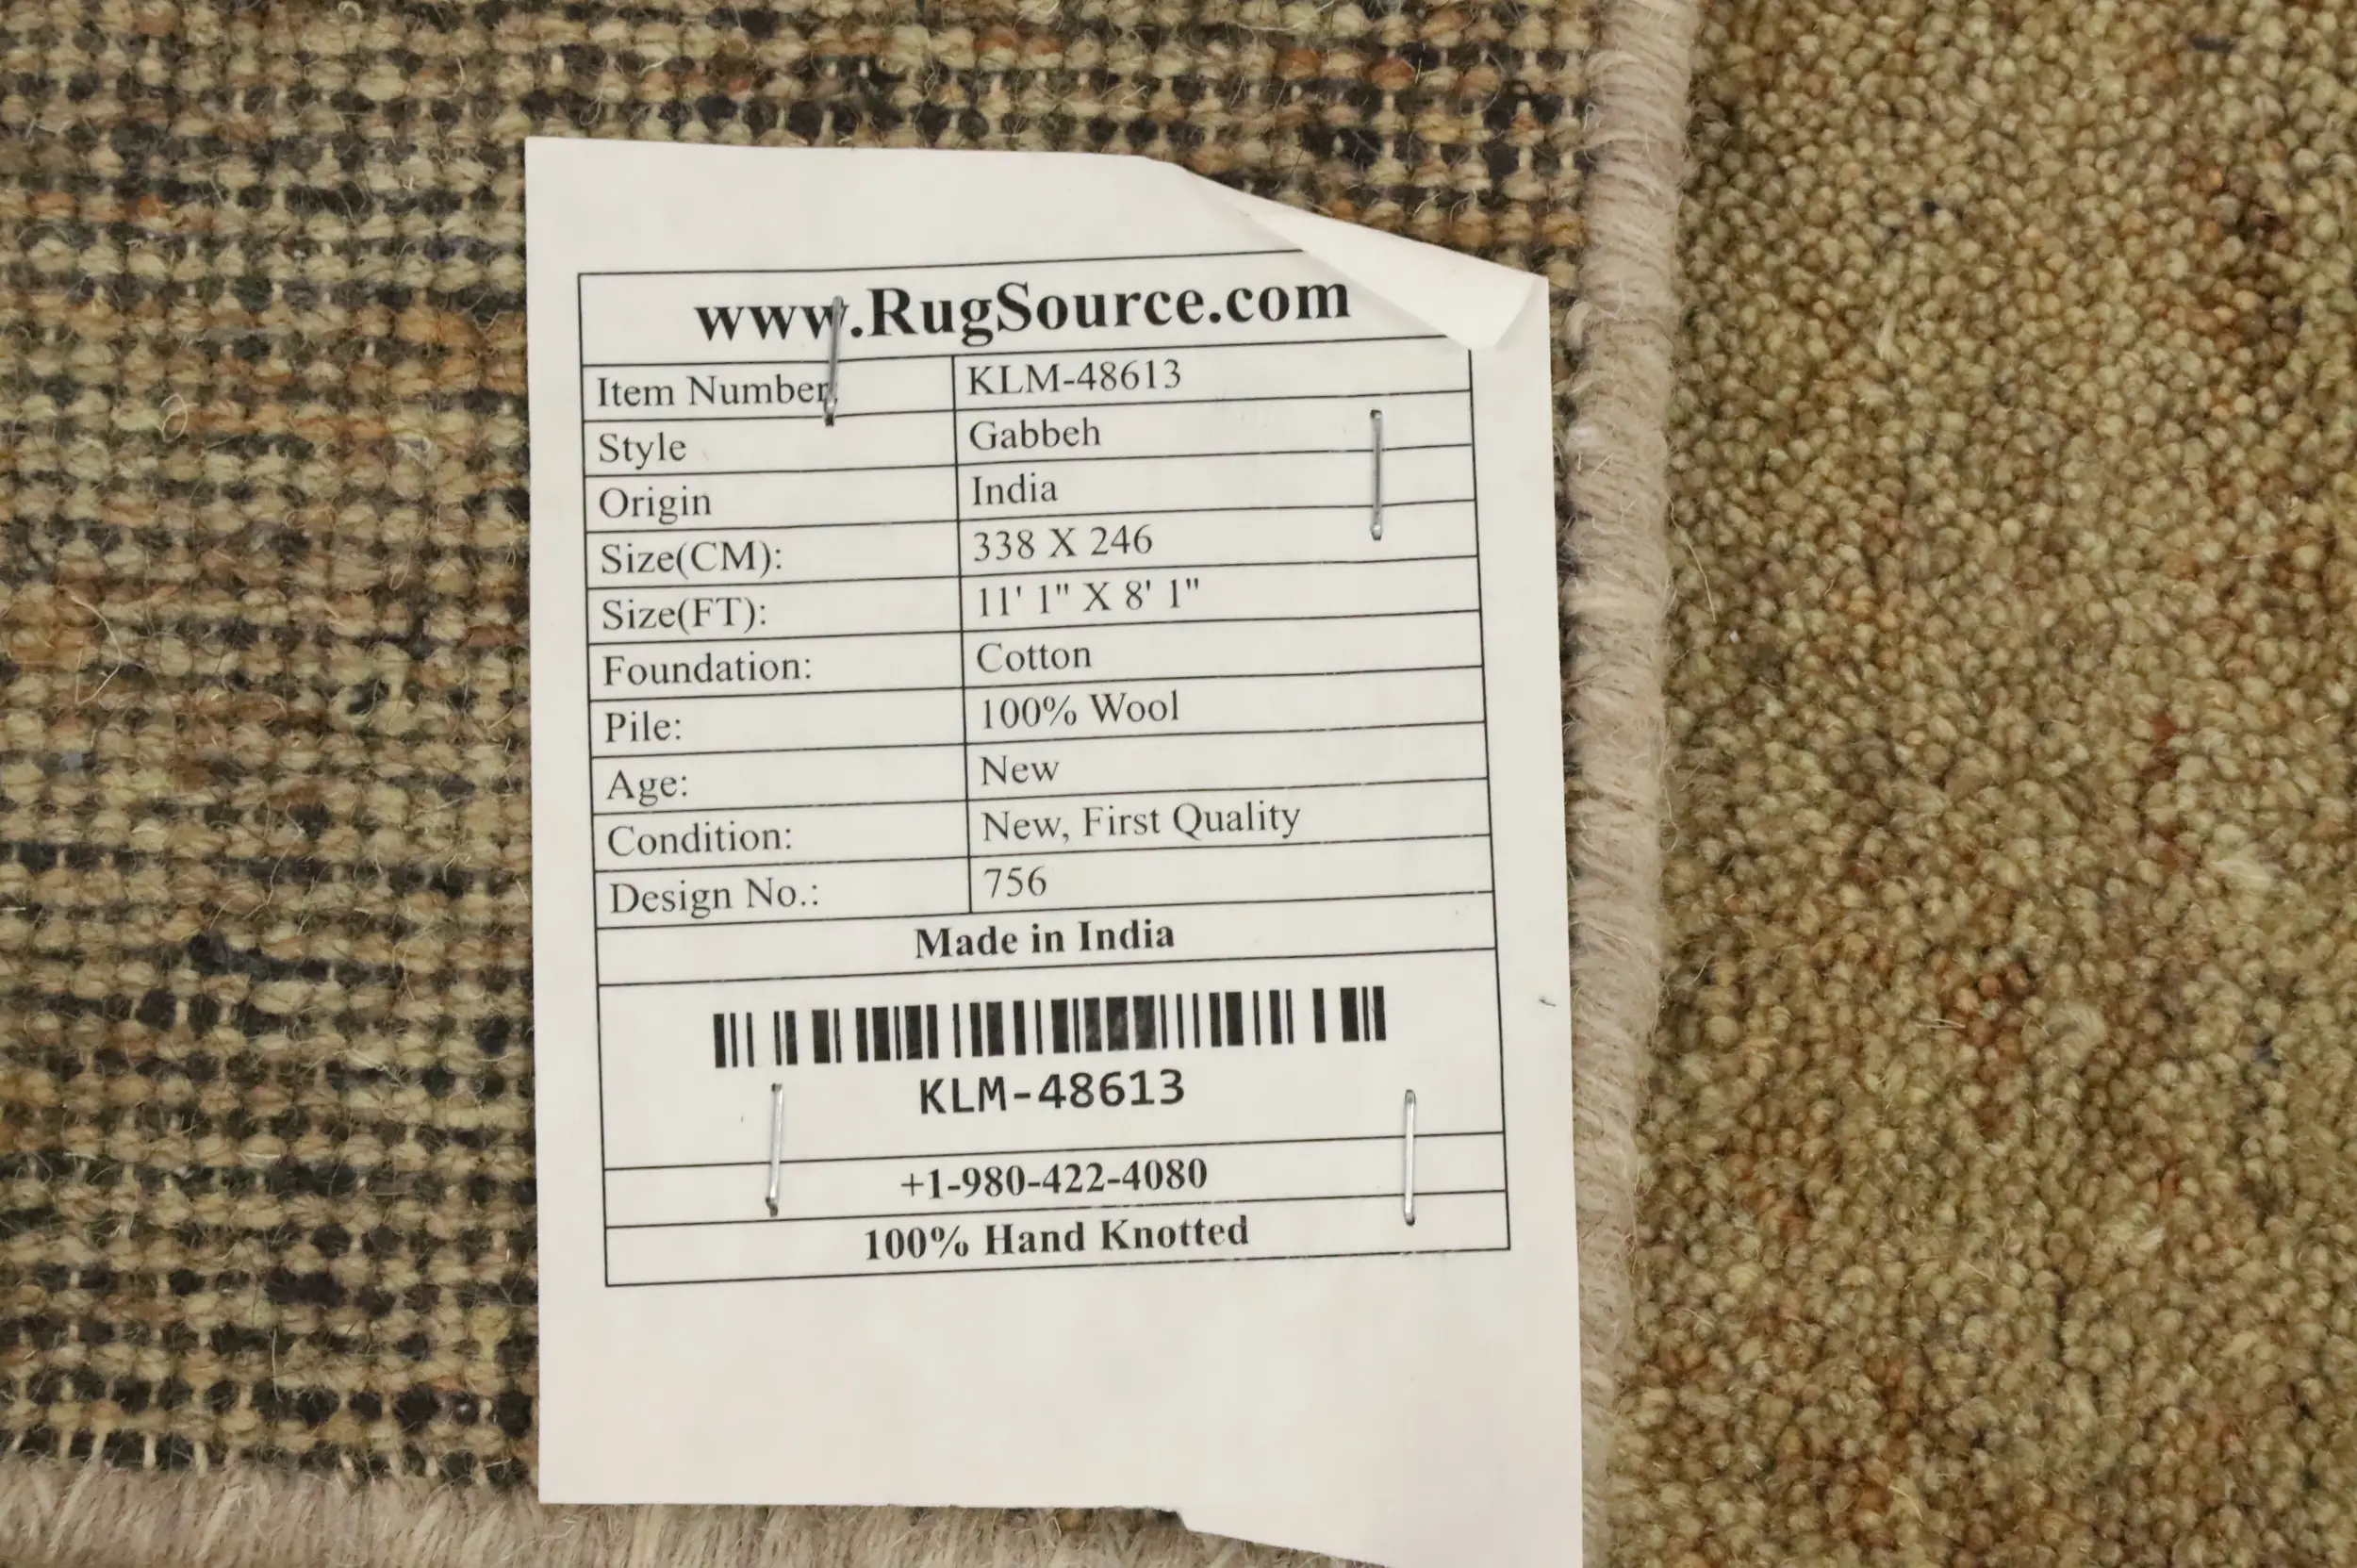 www.RugSource.com
Item Number KLM-48613
Style Gabbeh
Origin India
Size(CM): 338 X 246
Size(FT): 11' 1" X 8' 1"
Foundation: Cotton
Pile: 100% Wool
Age: New
Condition: New, First Quality
Design No.: 756
Made in India
KLM-48613
+1-980-422-4080
100% Hand Knotted